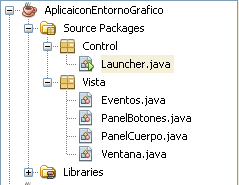 AplicaiconEntornoGrafico
Source Packages
Control
Launcher.java
Vista
Eventos.java
PanelBotones.java
PanelCuerpo.java
Ventana.java
Libraries